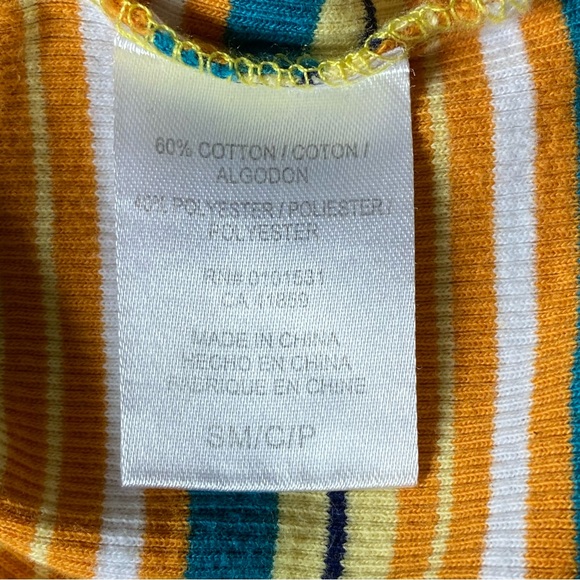 60% COTTON / COTON /
ALGODON
40% POLYESTER / POLIESTER /
POLYESTER
RN# 0101531
CA 41859
MADE IN CHINA
HECHO EN CHINA
FABRIQUE EN CHINE
SM/C/P